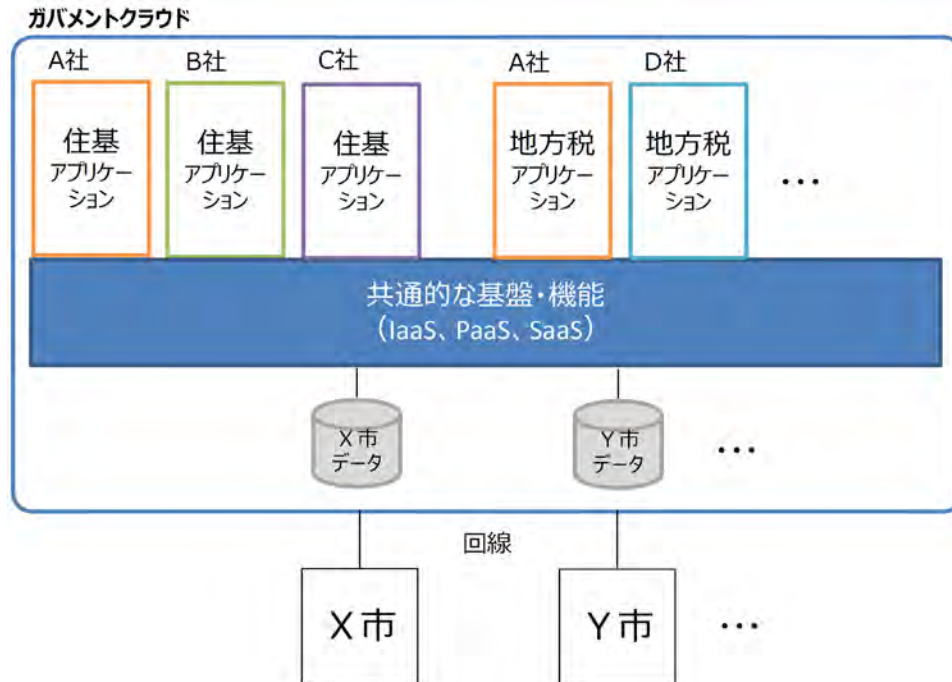 ガバメントクラウド
A社
B社
C社
A社
D社
住基
アプリケー
ション
住基
アプリケー
ション
住基
アプリケー
ション
地方税
アプリケー
ション
地方税
アプリケー
ション
…
共通的な基盤・機能
（IaaS、PaaS、SaaS）
X市
データ
Y市
データ
…
回線
X市
Y市
…